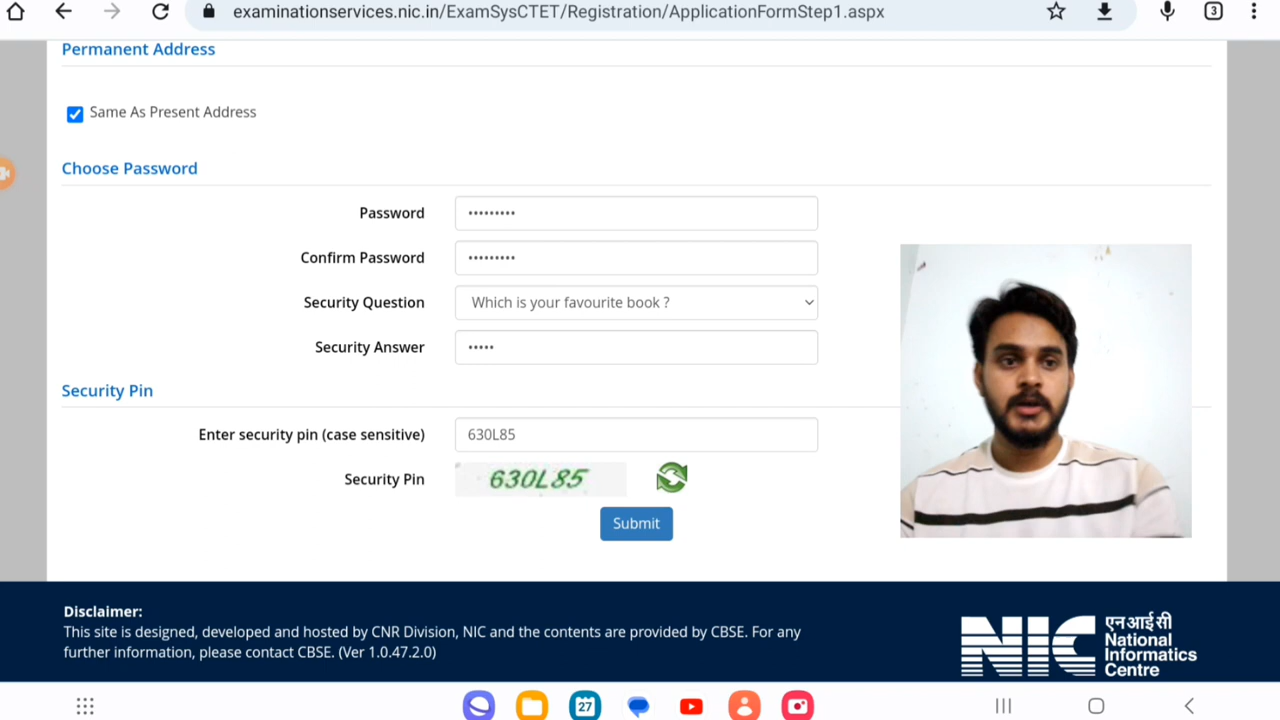 examinationservices.nic.in/ExamSysCTET/Registration/ApplicationFormStep1.aspx
3
Permanent Address
Same As Present Address
Choose Password
Password •••••••••
Confirm Password •••••••••
Security Question Which is your favourite book ?
Security Answer •••••
Security Pin
Enter security pin (case sensitive) 630L85
Security Pin 630L85
Submit
Disclaimer:
This site is designed, developed and hosted by CNR Division, NIC and the contents are provided by CBSE. For any
further information, please contact CBSE. (Ver 1.0.47.2.0)
NIC
एन आई सी
National
Informatics
Centre
27